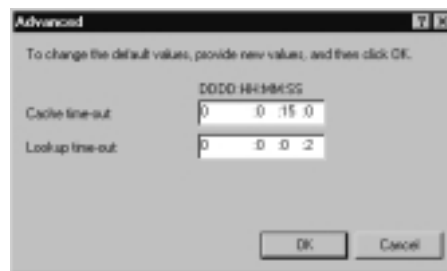 Advanced
To change the default values, provide new values, and then click OK.
DDDD:HH:MM:SS
Cache time-out: 0 :0 :15 :0
Lookup time-out: 0 :0 :0 :2
OK Cancel